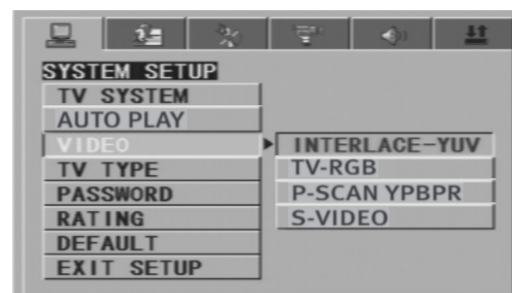 SYSTEM SETUP
TV SYSTEM
AUTO PLAY
VIDEO
TV TYPE
PASSWORD
RATING
DEFAULT
EXIT SETUP
INTERLACE-YUV
TV-RGB
P-SCAN YPBPR
S-VIDEO